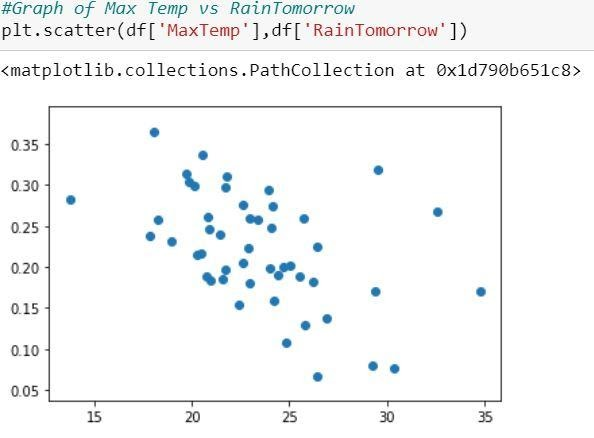 #Graph of Max Temp vs RainTomorrow
plt.scatter(df['MaxTemp'],df['RainTomorrow'])
<matplotlib.collections.PathCollection at 0x1d790b651c8>
0.35
0.30
0.25
0.20
0.15
0.10
0.05
15 20 25 30 35